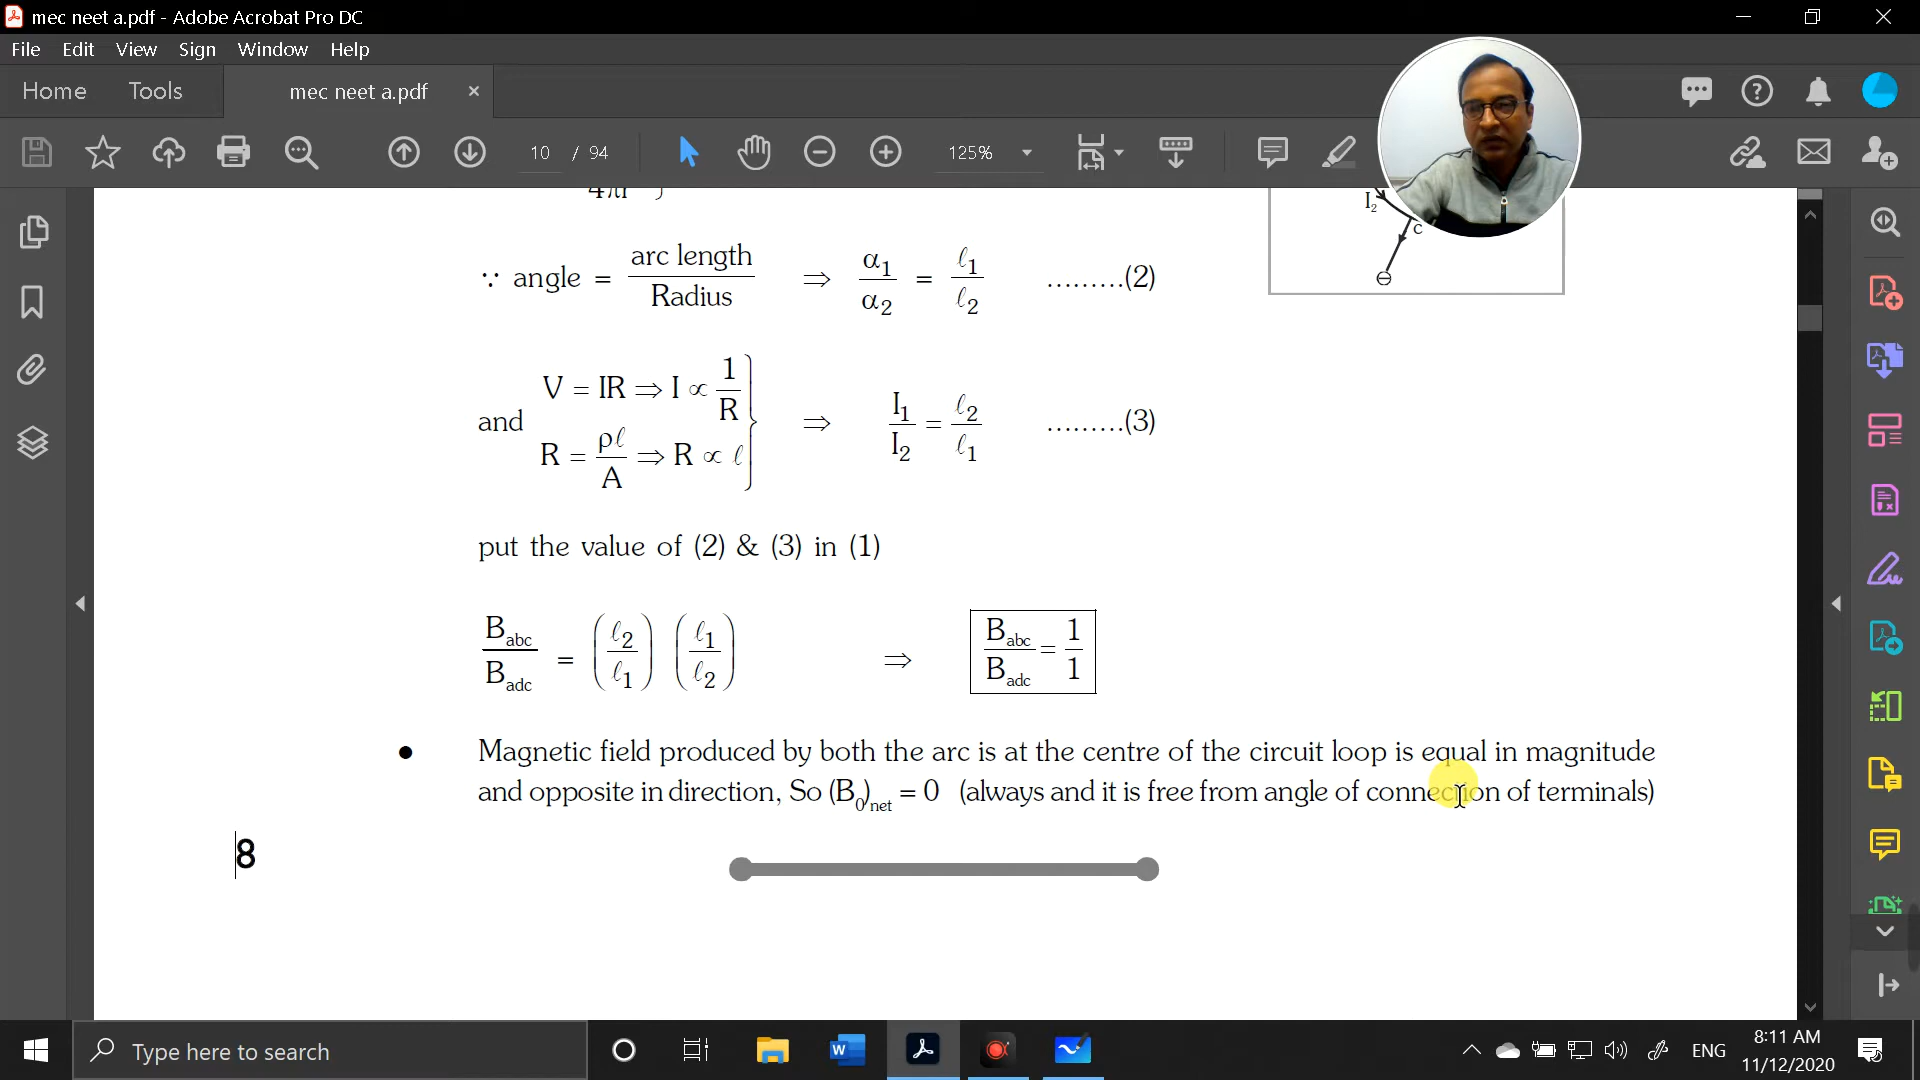 mec neet a.pdf - Adobe Acrobat Pro DC
File Edit View Sign Window Help
Home Tools mec neet a.pdf ×
10 / 94 125%
I2
c
∵ angle = arc length / Radius ⇒ α1/α2 = ℓ1/ℓ2 .........(2)
V = IR ⇒ I ∝ 1/R
and ⇒ I1/I2 = ℓ2/ℓ1 .........(3)
R = ρℓ/A ⇒ R ∝ ℓ
put the value of (2) & (3) in (1)
Babc/Badc = (ℓ2/ℓ1) (ℓ1/ℓ2) ⇒ Babc/Badc = 1/1
● Magnetic field produced by both the arc is at the centre of the circuit loop is equal in magnitude
and opposite in direction, So (B0)net = 0 (always and it is free from angle of connection of terminals)
8
Type here to search
ENG
8:11 AM
11/12/2020